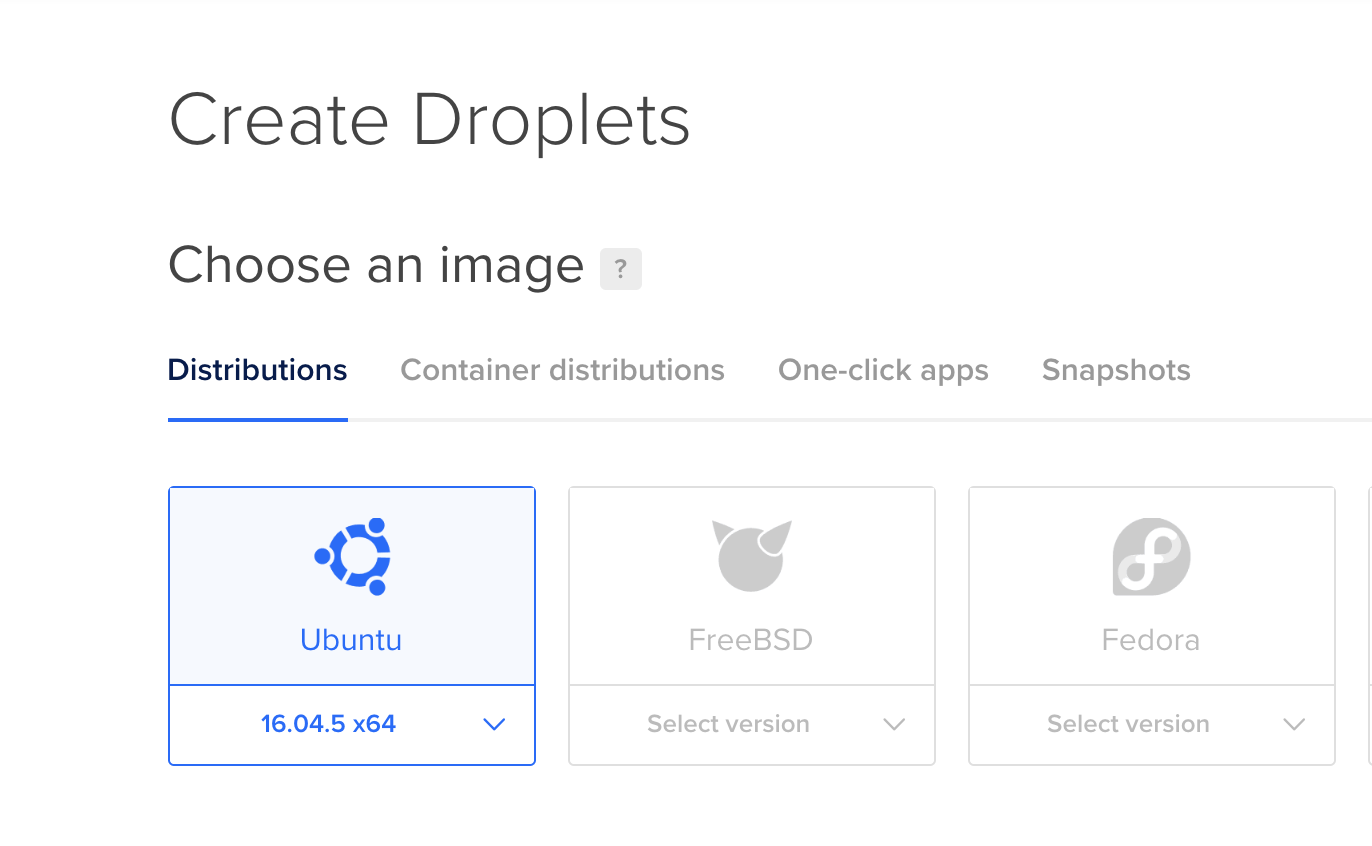 Create Droplets
Choose an image ?
Distributions Container distributions One-click apps Snapshots
Ubuntu FreeBSD Fedora
16.04.5 x64 Select version Select version